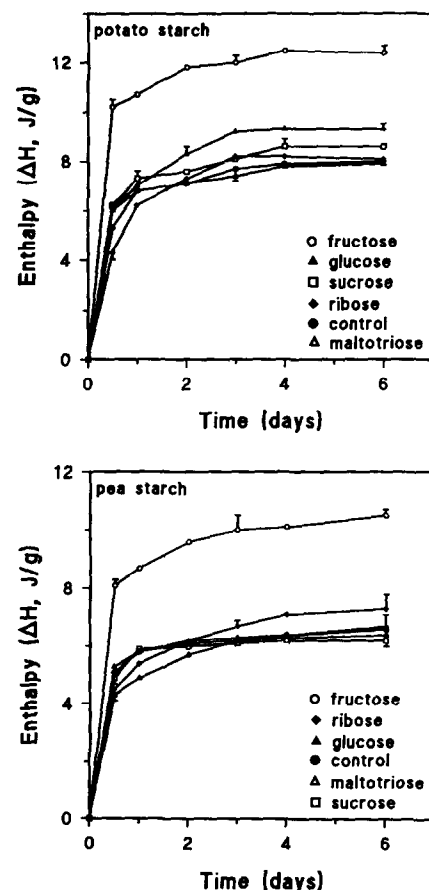 potato starch
12
8
4
0
Enthalpy (ΔH, J/g)
fructose
glucose
sucrose
ribose
control
maltotriose
0 2 4 6
Time (days)
pea starch
12
8
4
0
Enthalpy (ΔH, J/g)
fructose
ribose
glucose
control
maltotriose
sucrose
0 2 4 6
Time (days)